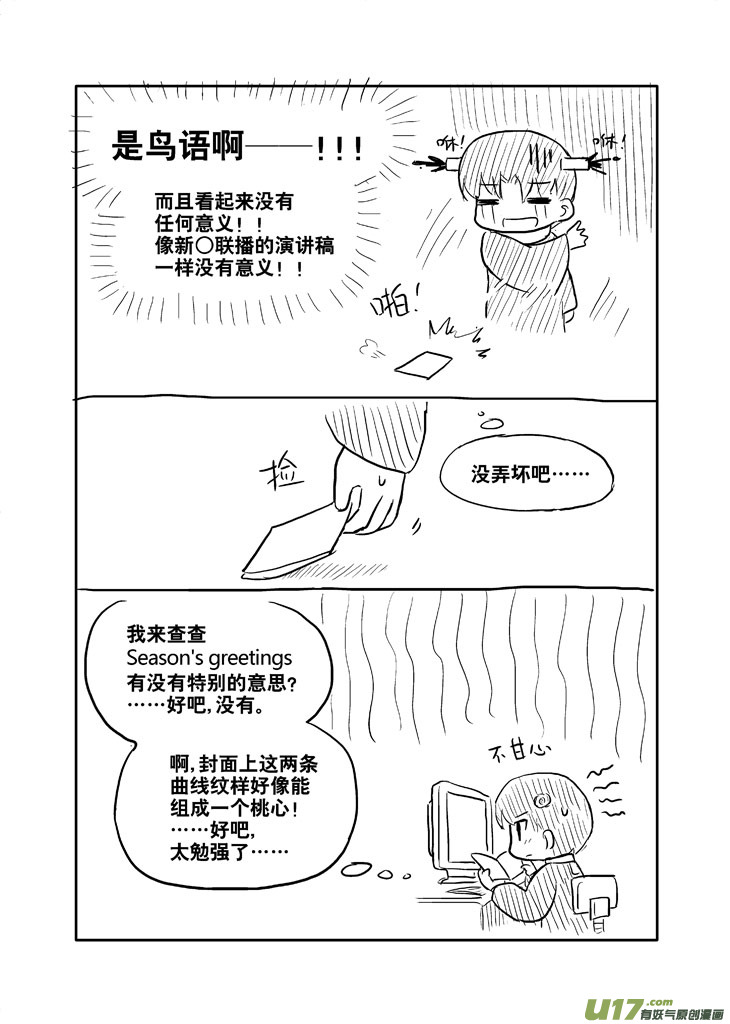 是鸟语啊——！！！
而且看起来没有
任何意义！！
像新〇联播的演讲稿
一样没有意义！！
咻！
咻！
啪！
捡
没弄坏吧……
我来查查
Season's greetings
有没有特别的意思？
……好吧，没有。
啊，封面上这两条
曲线纹样好像能
组成一个桃心！
……好吧，
太勉强了……
不甘心
U17.com
有妖气原创漫画